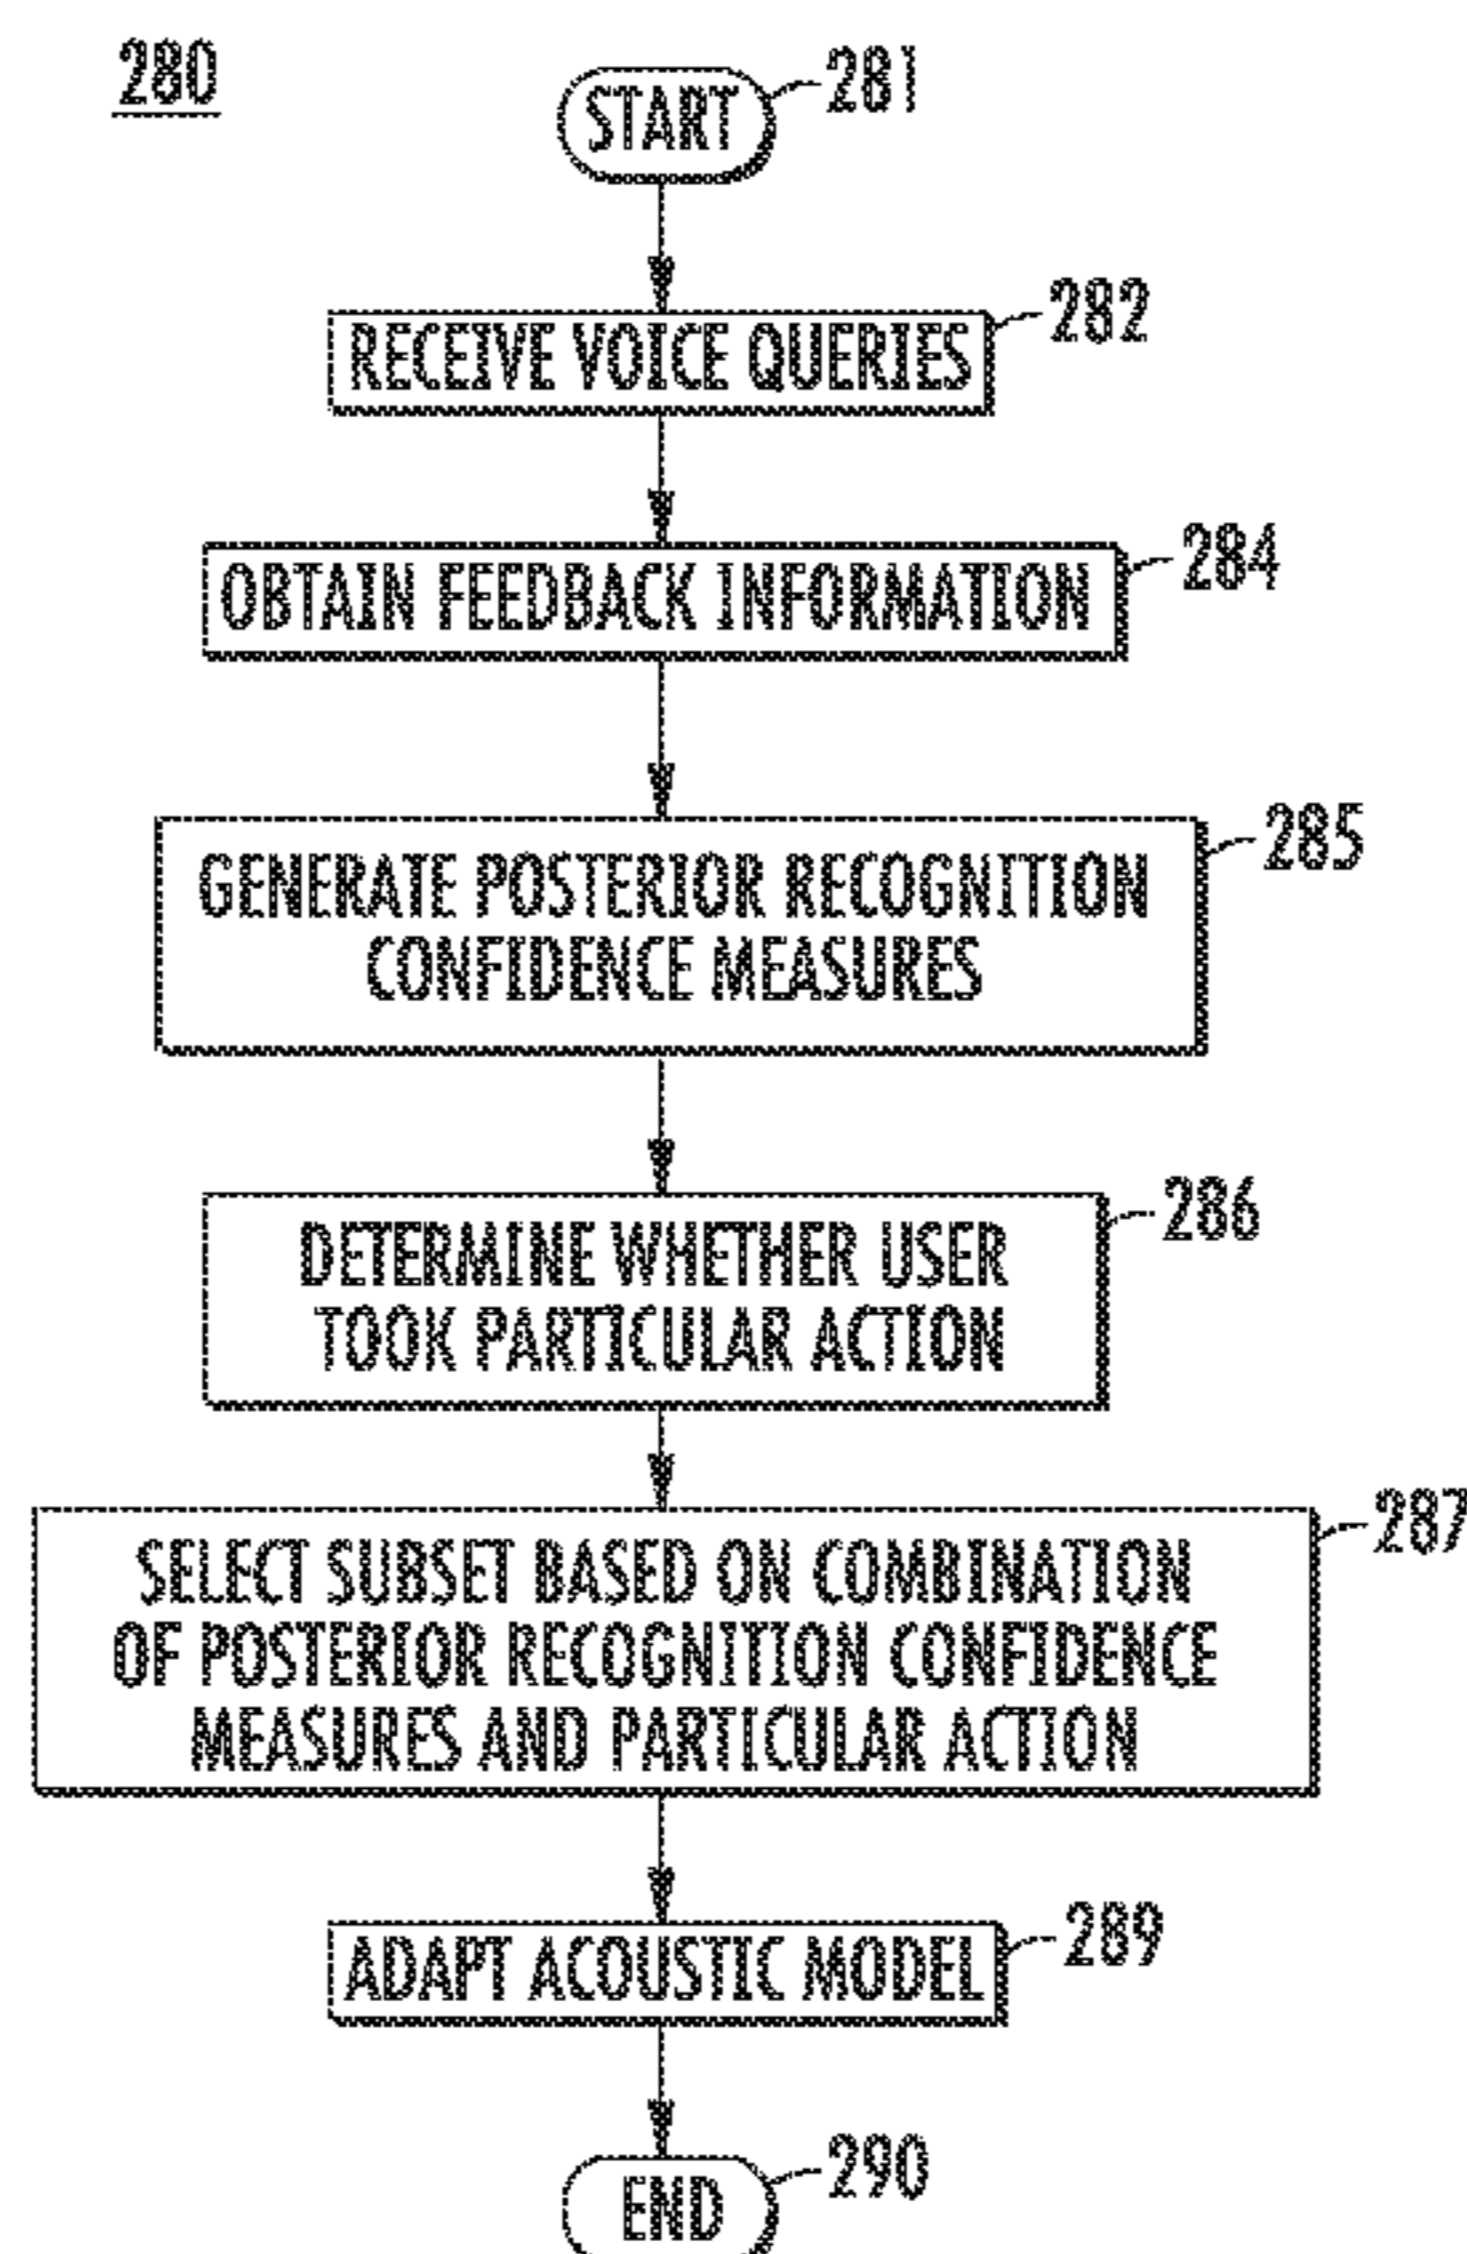 280
START
281
RECEIVE VOICE QUERIES
282
OBTAIN FEEDBACK INFORMATION
284
GENERATE POSTERIOR RECOGNITION
CONFIDENCE MEASURES
285
DETERMINE WHETHER USER
TOOK PARTICULAR ACTION
286
SELECT SUBSET BASED ON COMBINATION
OF POSTERIOR RECOGNITION CONFIDENCE
MEASURES AND PARTICULAR ACTION
287
ADAPT ACOUSTIC MODEL
289
END
290